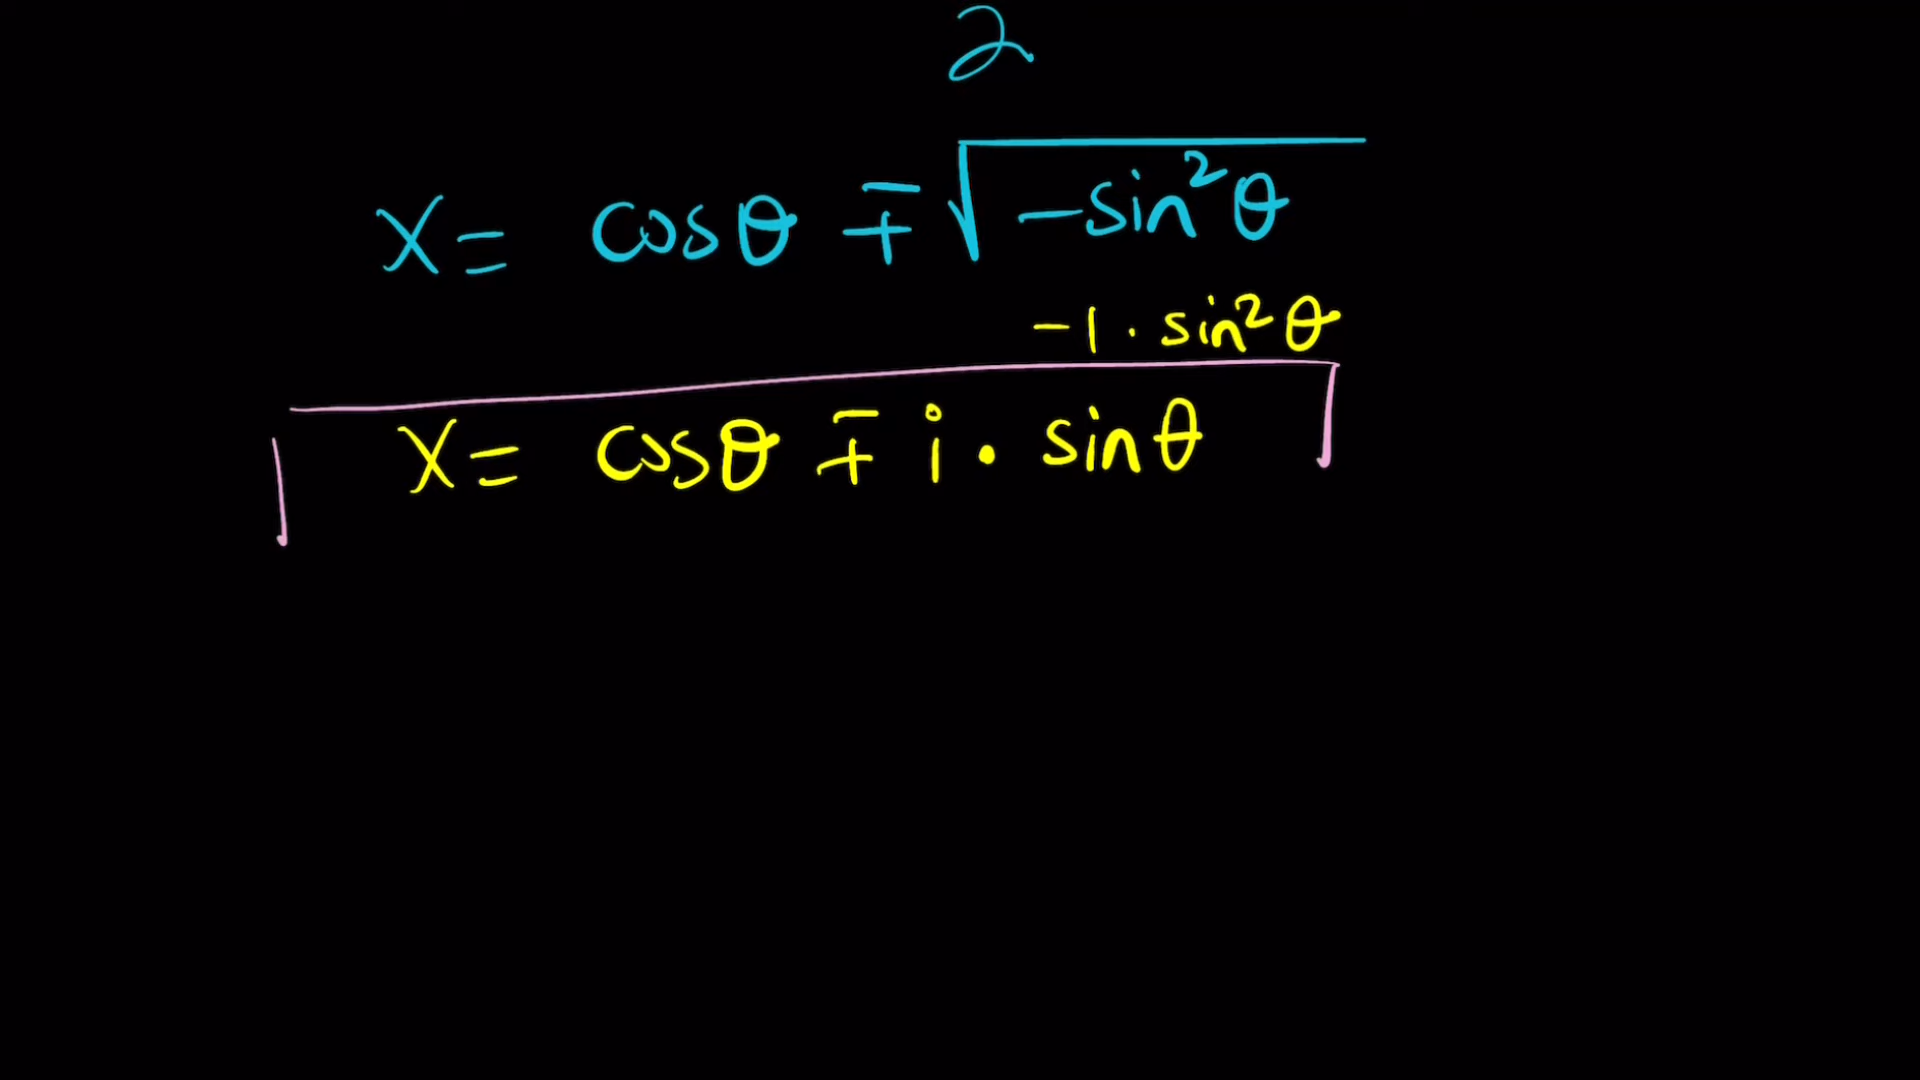 2
x = cosθ ∓ √-sin²θ
-1 · sin²θ
x = cosθ ∓ i · sinθ